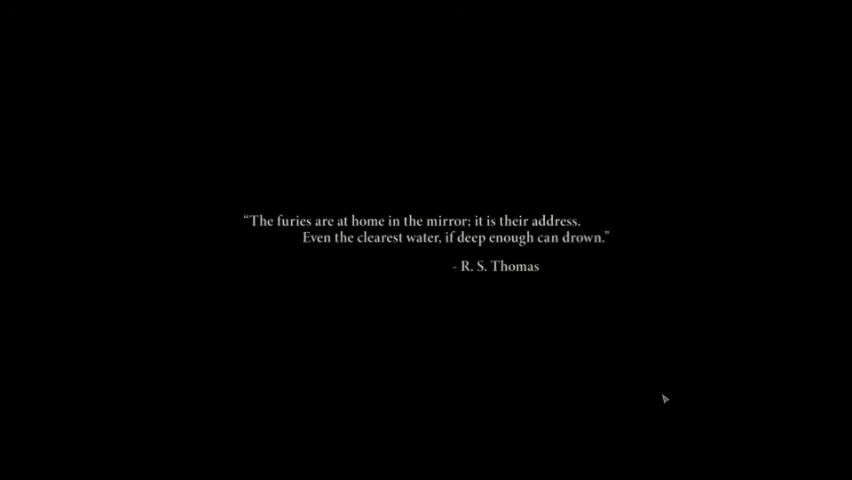 “The furies are at home in the mirror; it is their address.
Even the clearest water, if deep enough can drown.”
- R. S. Thomas